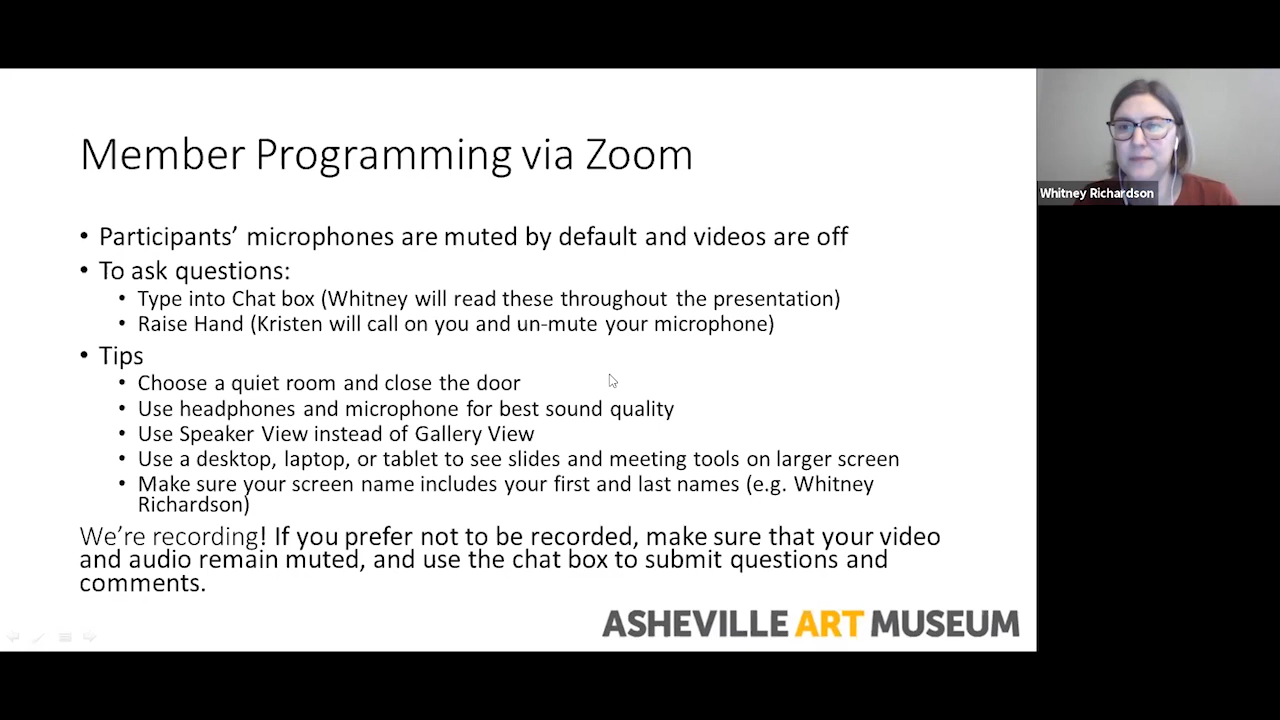 Member Programming via Zoom
Whitney Richardson
• Participants’ microphones are muted by default and videos are off
• To ask questions:
• Type into Chat box (Whitney will read these throughout the presentation)
• Raise Hand (Kristen will call on you and un-mute your microphone)
• Tips
• Choose a quiet room and close the door
• Use headphones and microphone for best sound quality
• Use Speaker View instead of Gallery View
• Use a desktop, laptop, or tablet to see slides and meeting tools on larger screen
• Make sure your screen name includes your first and last names (e.g. Whitney
Richardson)
We’re recording! If you prefer not to be recorded, make sure that your video
and audio remain muted, and use the chat box to submit questions and
comments.
ASHEVILLE ART MUSEUM